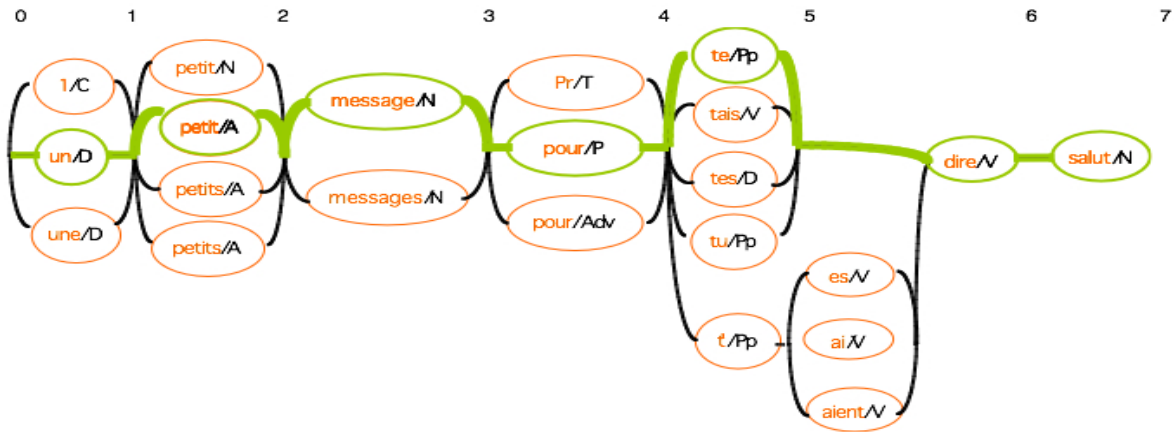 0 1 2 3 4 5 6 7
1/C
un/D
une/D
petit/N
petit/A
petits/A
petits/A
message/N
messages/N
Pr/T
pour/P
pour/Adv
te/Pp
tais/V
tes/D
tu/Pp
t'/Pp
es/V
ai/V
aient/V
dire/V
salut/N